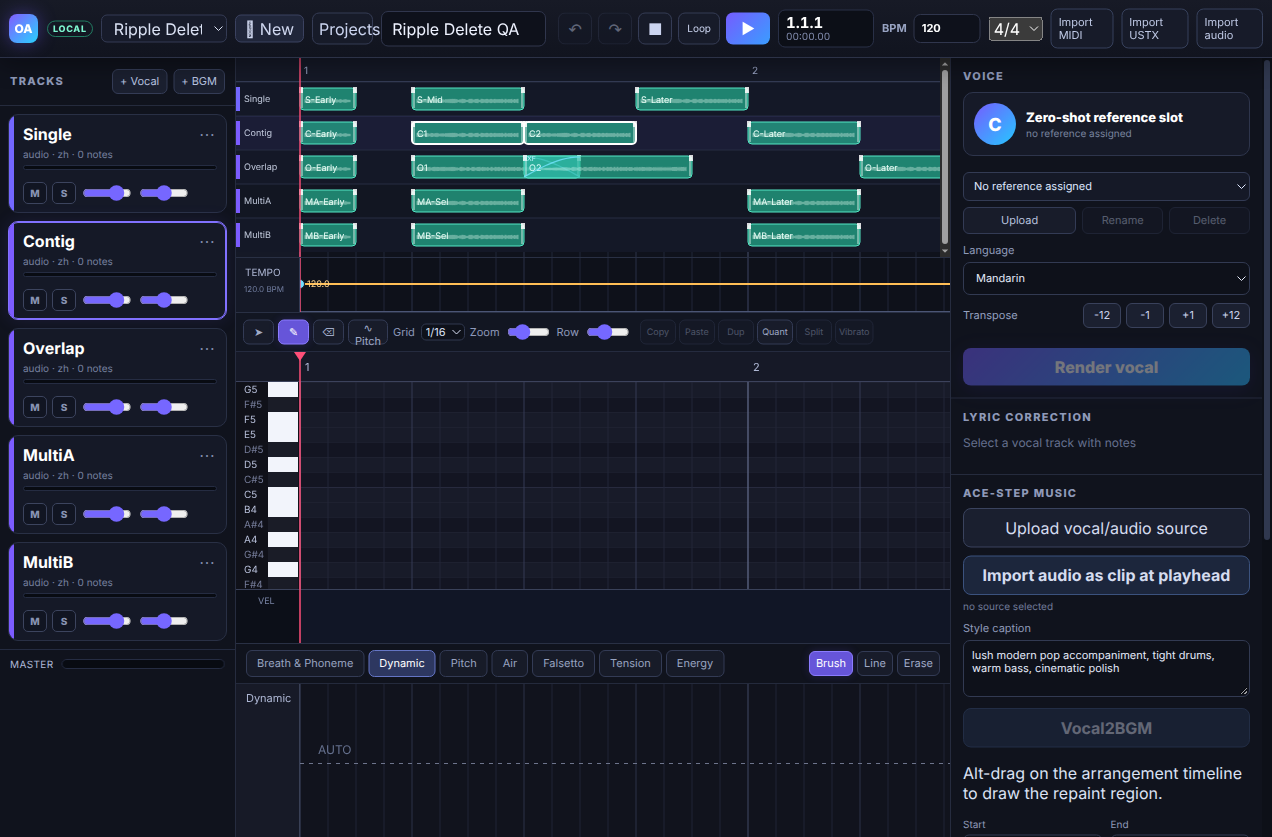 OA LOCAL Ripple Delet New Projects Ripple Delete QA Loop 1.1.1 00:00.00 BPM 120 4/4 Import MIDI Import USTX Import audio
TRACKS + Vocal + BGM
Single
audio · zh · 0 notes
M S
Contig
audio · zh · 0 notes
M S
Overlap
audio · zh · 0 notes
M S
MultiA
audio · zh · 0 notes
M S
MultiB
audio · zh · 0 notes
M S
MASTER
1 2
Single S-Early S-Mid S-Later
Contig C-Early C1 C2 C-Later
Overlap O-Early O1 XF O2 O-Later
MultiA MA-Early MA-Sel MA-Later
MultiB MB-Early MB-Sel MB-Later
TEMPO
120.0 BPM 120.0
Pitch Grid 1/16 Zoom Row Copy Paste Dup Quant Split Vibrato
1 2
G5
F#5
F5
E5
D#5
D5
C#5
C5
B4
A#4
A4
G#4
G4
F#4
VEL
Breath & Phoneme Dynamic Pitch Air Falsetto Tension Energy Brush Line Erase
Dynamic
AUTO
VOICE
C Zero-shot reference slot
no reference assigned
No reference assigned
Upload Rename Delete
Language
Mandarin
Transpose -12 -1 +1 +12
Render vocal
LYRIC CORRECTION
Select a vocal track with notes
ACE-STEP MUSIC
Upload vocal/audio source
Import audio as clip at playhead
no source selected
Style caption
lush modern pop accompaniment, tight drums,
warm bass, cinematic polish
Vocal2BGM
Alt-drag on the arrangement timeline
to draw the repaint region.
Start End